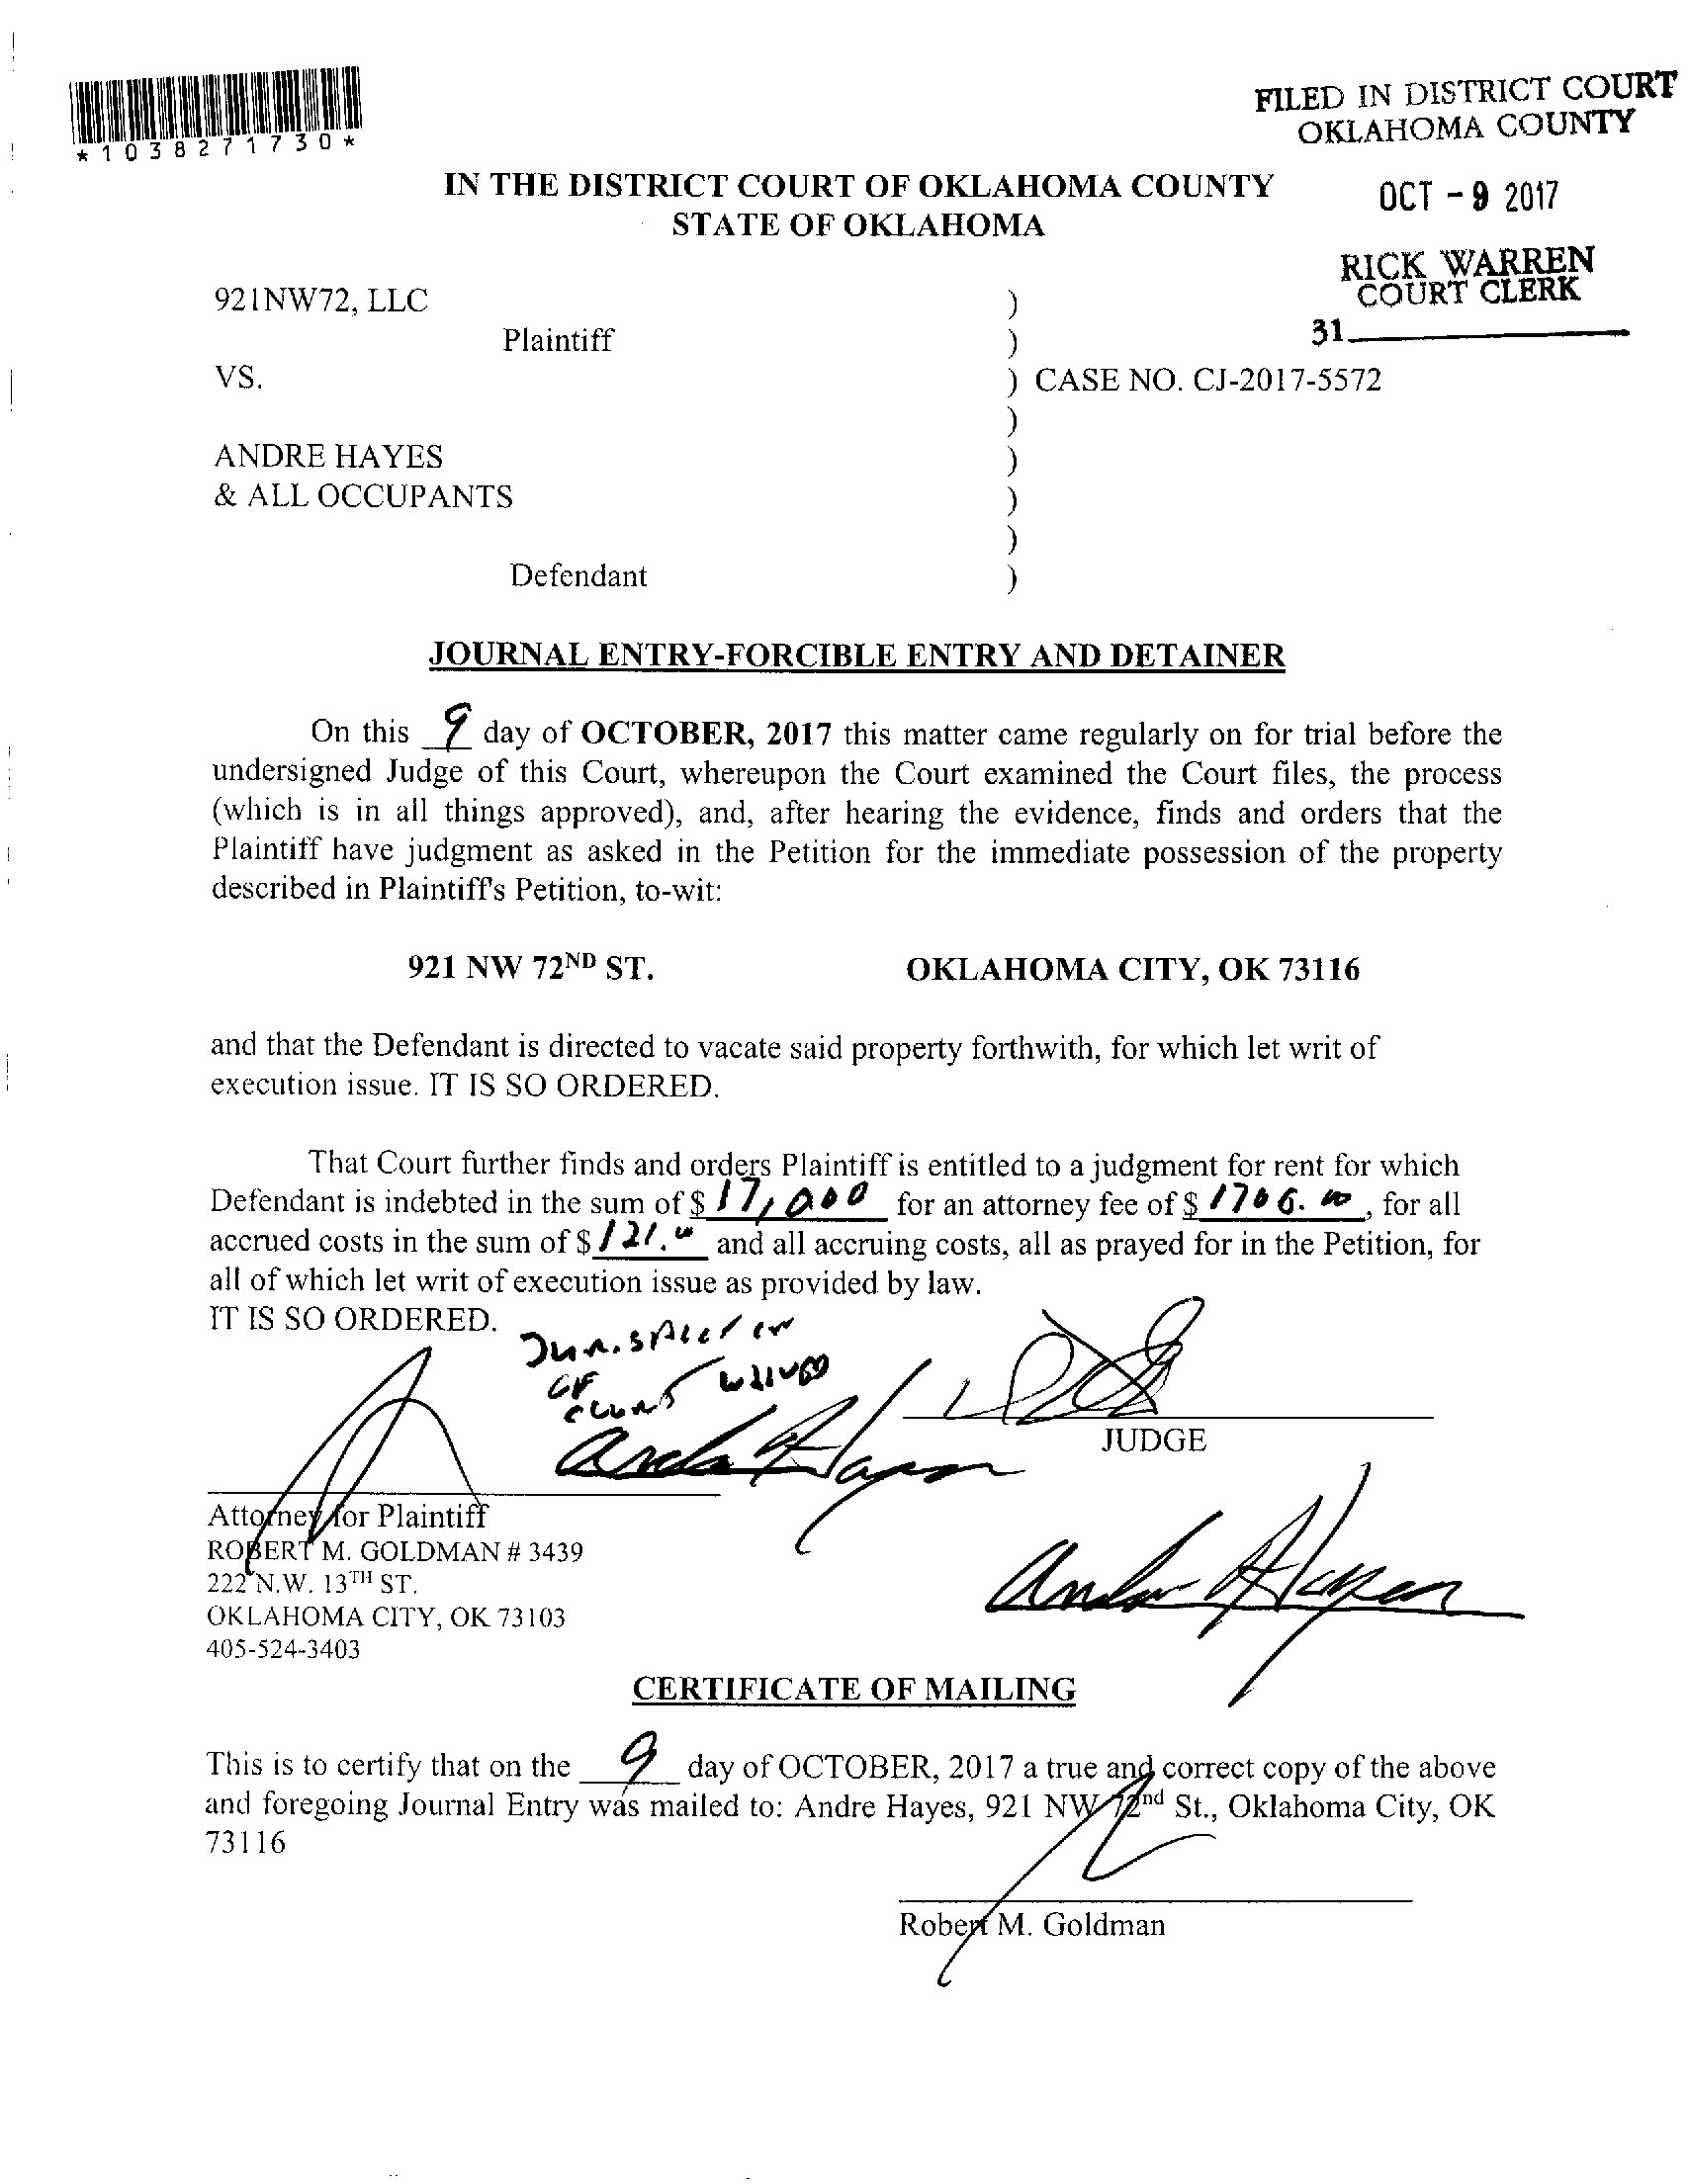 *1038271730*
FILED IN DISTRICT COURT
OKLAHOMA COUNTY
IN THE DISTRICT COURT OF OKLAHOMA COUNTY
STATE OF OKLAHOMA
OCT - 9 2017
RICK WARREN
COURT CLERK
31
921NW72, LLC )
Plaintiff )
VS. ) CASE NO. CJ-2017-5572
)
ANDRE HAYES )
& ALL OCCUPANTS )
)
Defendant )
JOURNAL ENTRY-FORCIBLE ENTRY AND DETAINER
On this 9 day of OCTOBER, 2017 this matter came regularly on for trial before the
undersigned Judge of this Court, whereupon the Court examined the Court files, the process
(which is in all things approved), and, after hearing the evidence, finds and orders that the
Plaintiff have judgment as asked in the Petition for the immediate possession of the property
described in Plaintiff's Petition, to-wit:
921 NW 72ND ST. OKLAHOMA CITY, OK 73116
and that the Defendant is directed to vacate said property forthwith, for which let writ of
execution issue. IT IS SO ORDERED.
That Court further finds and orders Plaintiff is entitled to a judgment for rent for which
Defendant is indebted in the sum of $ 17,000 for an attorney fee of $ 1706.00, for all
accrued costs in the sum of $ 121.00 and all accruing costs, all as prayed for in the Petition, for
all of which let writ of execution issue as provided by law.
IT IS SO ORDERED.
OF
COURT WAIVED
Andre Hayes
JUDGE
Attorney for Plaintiff
ROBERT M. GOLDMAN # 3439
222 N.W. 13TH ST.
OKLAHOMA CITY, OK 73103
405-524-3403
Andre Hayes
CERTIFICATE OF MAILING
This is to certify that on the 9 day of OCTOBER, 2017 a true and correct copy of the above
and foregoing Journal Entry was mailed to: Andre Hayes, 921 NW 72nd St., Oklahoma City, OK
73116
Robert M. Goldman